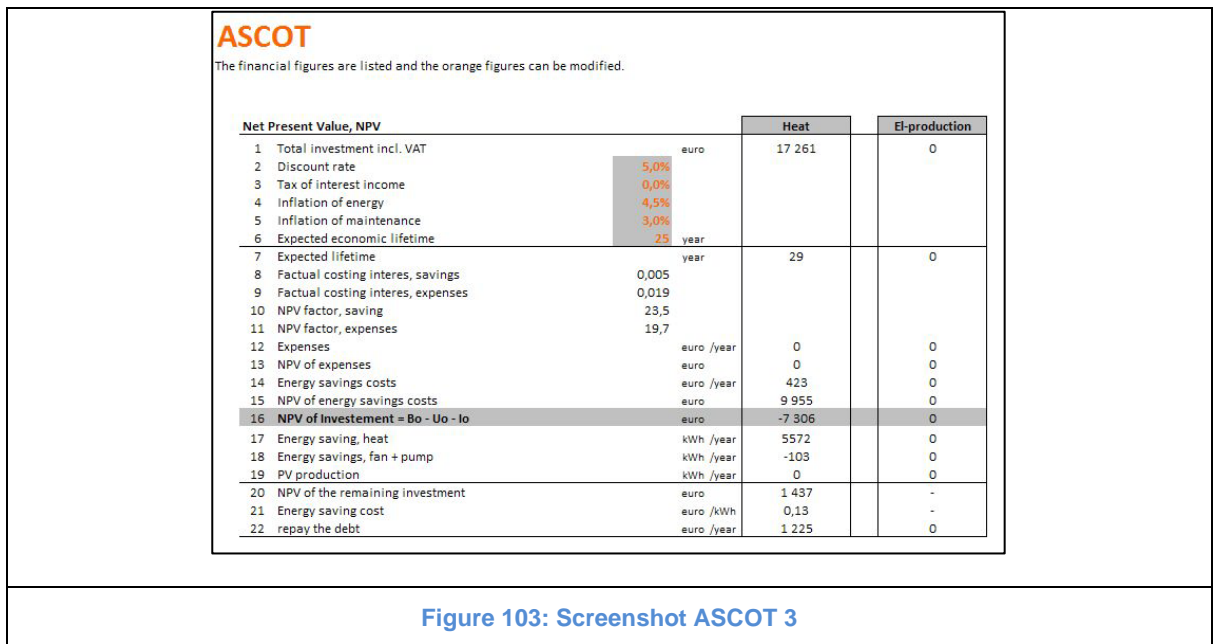 ASCOT
The financial figures are listed and the orange figures can be modified.
Net Present Value, NPV Heat El-production
1 Total investment incl. VAT euro 17 261 0
2 Discount rate 5,0%
3 Tax of interest income 0,0%
4 Inflation of energy 4,5%
5 Inflation of maintenance 3,0%
6 Expected economic lifetime 25 year
7 Expected lifetime year 29 0
8 Factual costing interes, savings 0,005
9 Factual costing interes, expenses 0,019
10 NPV factor, saving 23,5
11 NPV factor, expenses 19,7
12 Expenses euro /year 0 0
13 NPV of expenses euro 0 0
14 Energy savings costs euro /year 423 0
15 NPV of energy savings costs euro 9 955 0
16 NPV of Investement = Bo - Uo - Io euro -7 306 0
17 Energy saving, heat kWh /year 5572 0
18 Energy savings, fan + pump kWh /year -103 0
19 PV production kWh /year 0 0
20 NPV of the remaining investment euro 1 437 -
21 Energy saving cost euro /kWh 0,13 -
22 repay the debt euro /year 1 225 0
Figure 103: Screenshot ASCOT 3